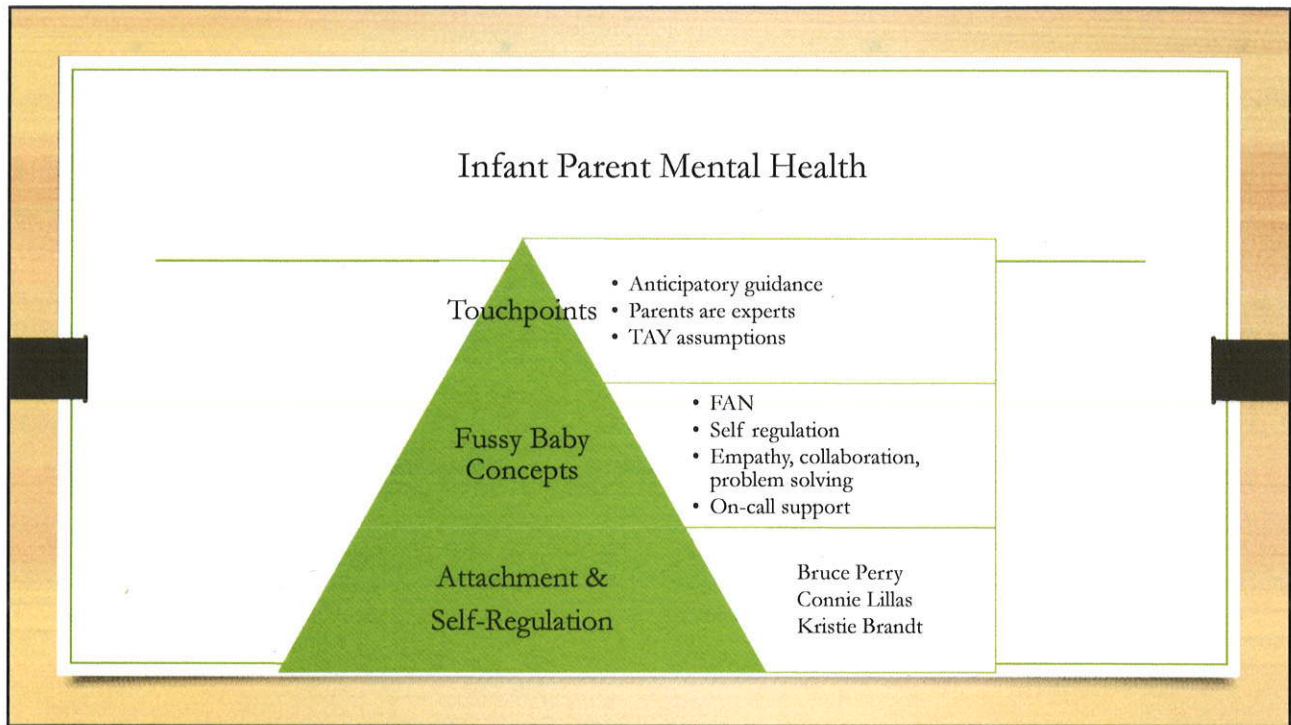 Infant Parent Mental Health
Touchpoints
• Anticipatory guidance
• Parents are experts
• TAY assumptions
Fussy Baby
Concepts
• FAN
• Self regulation
• Empathy, collaboration,
problem solving
• On-call support
Attachment &
Self-Regulation
Bruce Perry
Connie Lillas
Kristie Brandt